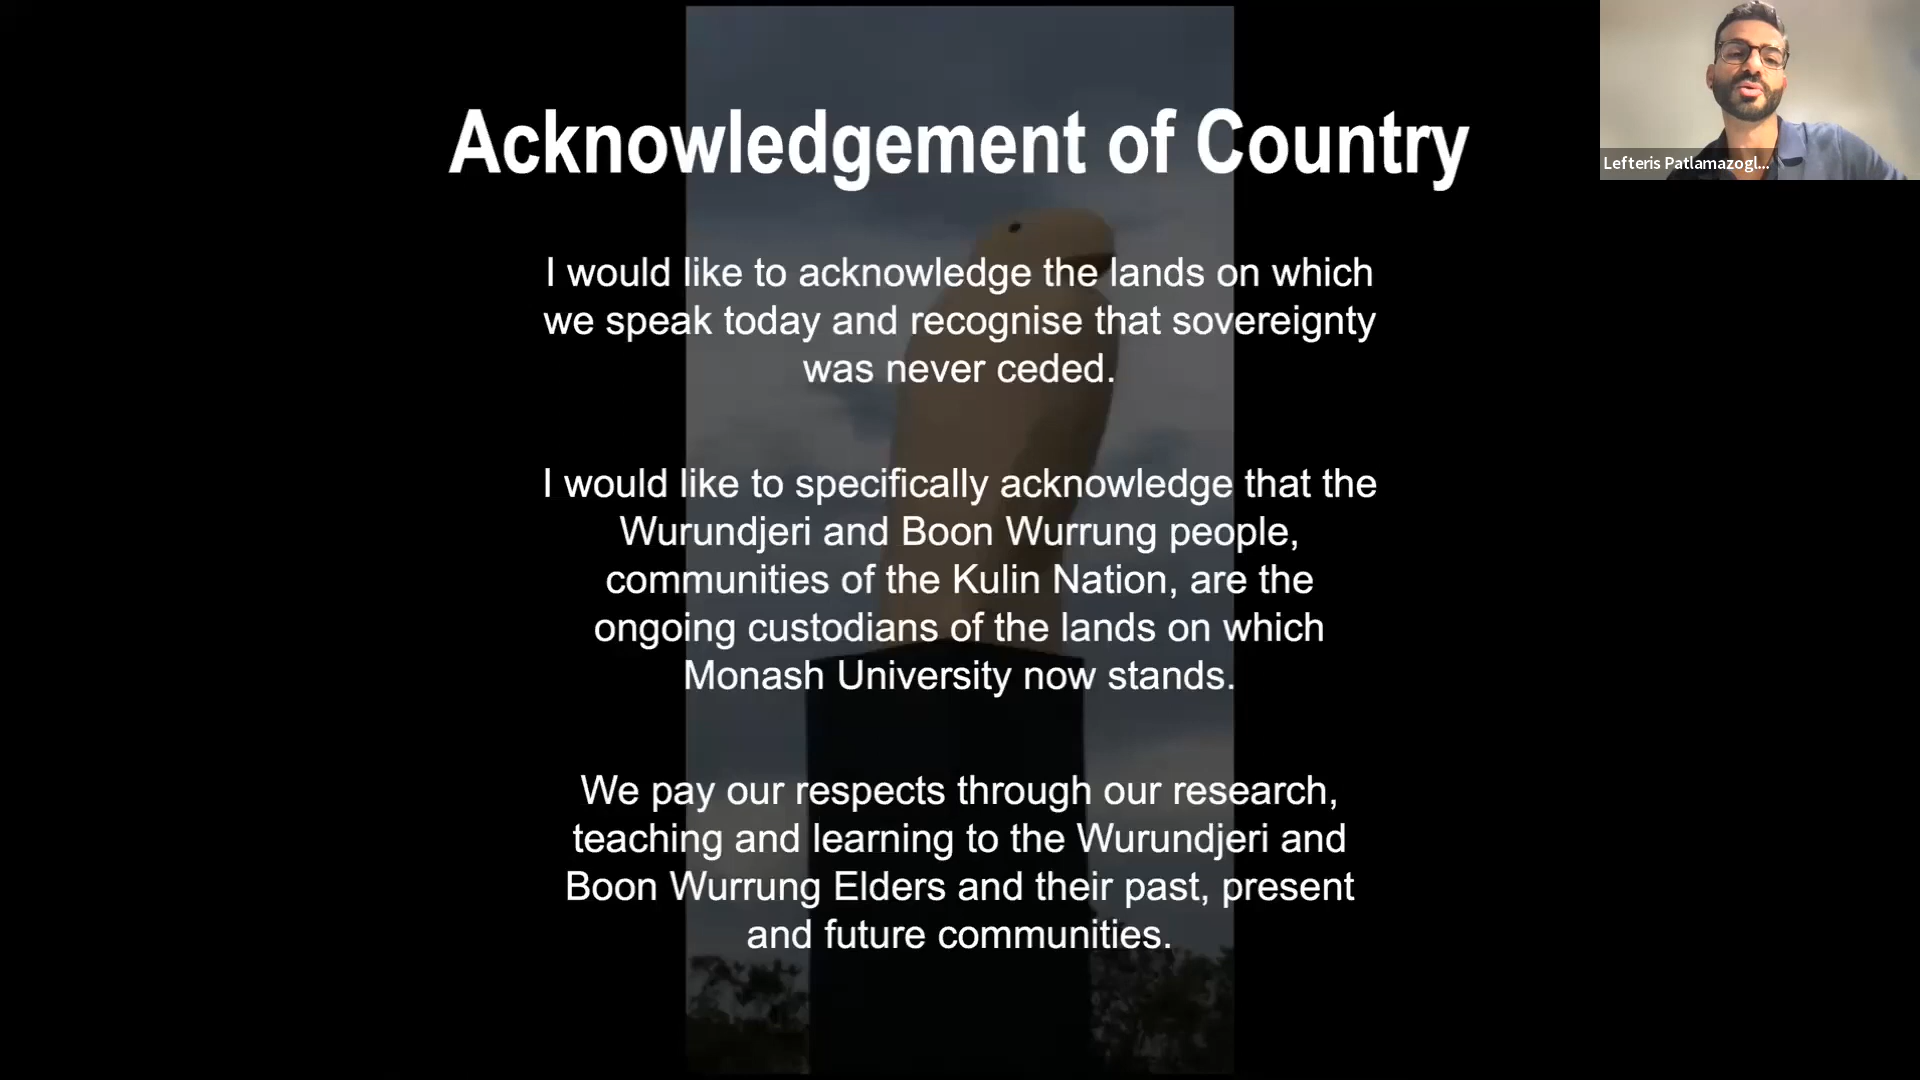 Acknowledgement of Country
I would like to acknowledge the lands on which
we speak today and recognise that sovereignty
was never ceded.
I would like to specifically acknowledge that the
Wurundjeri and Boon Wurrung people,
communities of the Kulin Nation, are the
ongoing custodians of the lands on which
Monash University now stands.
We pay our respects through our research,
teaching and learning to the Wurundjeri and
Boon Wurrung Elders and their past, present
and future communities.
Lefteris Patlamazogl...